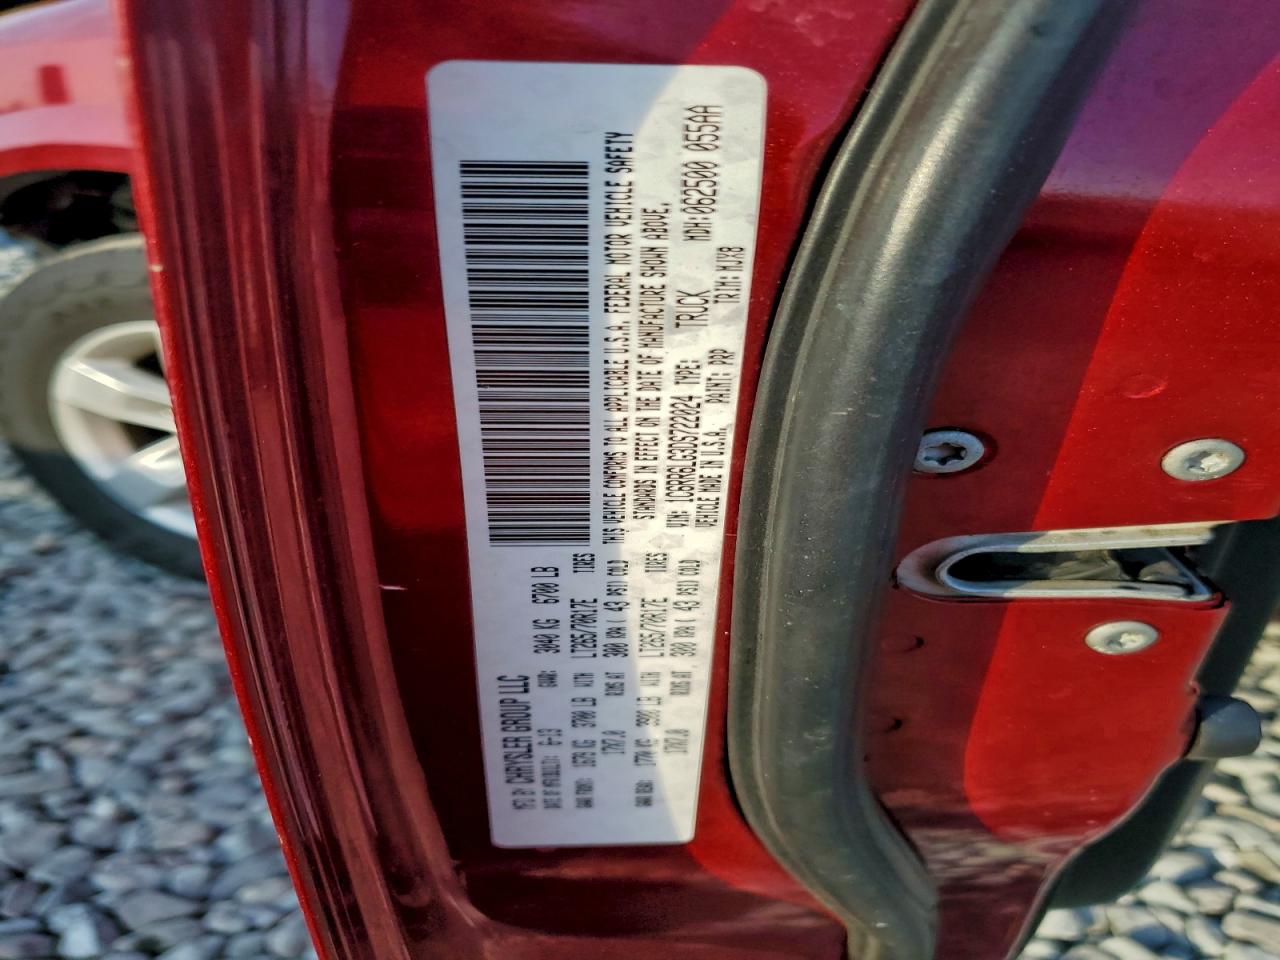 MFD BY CHRYSLER GROUP LLC
DATE OF MFR 6-13 GVWR: 3040 KG 6700 LB
GAWR FRONT: 1679 KG 3700 LB WITH LT265/70R17E TIRES
17X7.0 RIMS AT 300 KPA( 43 PSI) COLD
GAWR REAR: 1770 KG LB WITH LT265/70R17E TIRES
17X7.0 RIMS AT, 300 KPA( 43 PSI) COLD
THIS VEHICLE CONFORMS TO ALL APPLICABLE U.S.A. FEDERAL MOTOR VEHICLE SAFETY
STANDARDS IN EFFECT ON THE DATE OF MANUFACTURE SHOWN ABOVE.
VIN: 1C6RR6LG3DS722024 TYPE: TRUCK MDH:062500 055AA
VEHICLE MADE IN U.S.A. PAINT: PRP TRIM:MJX8